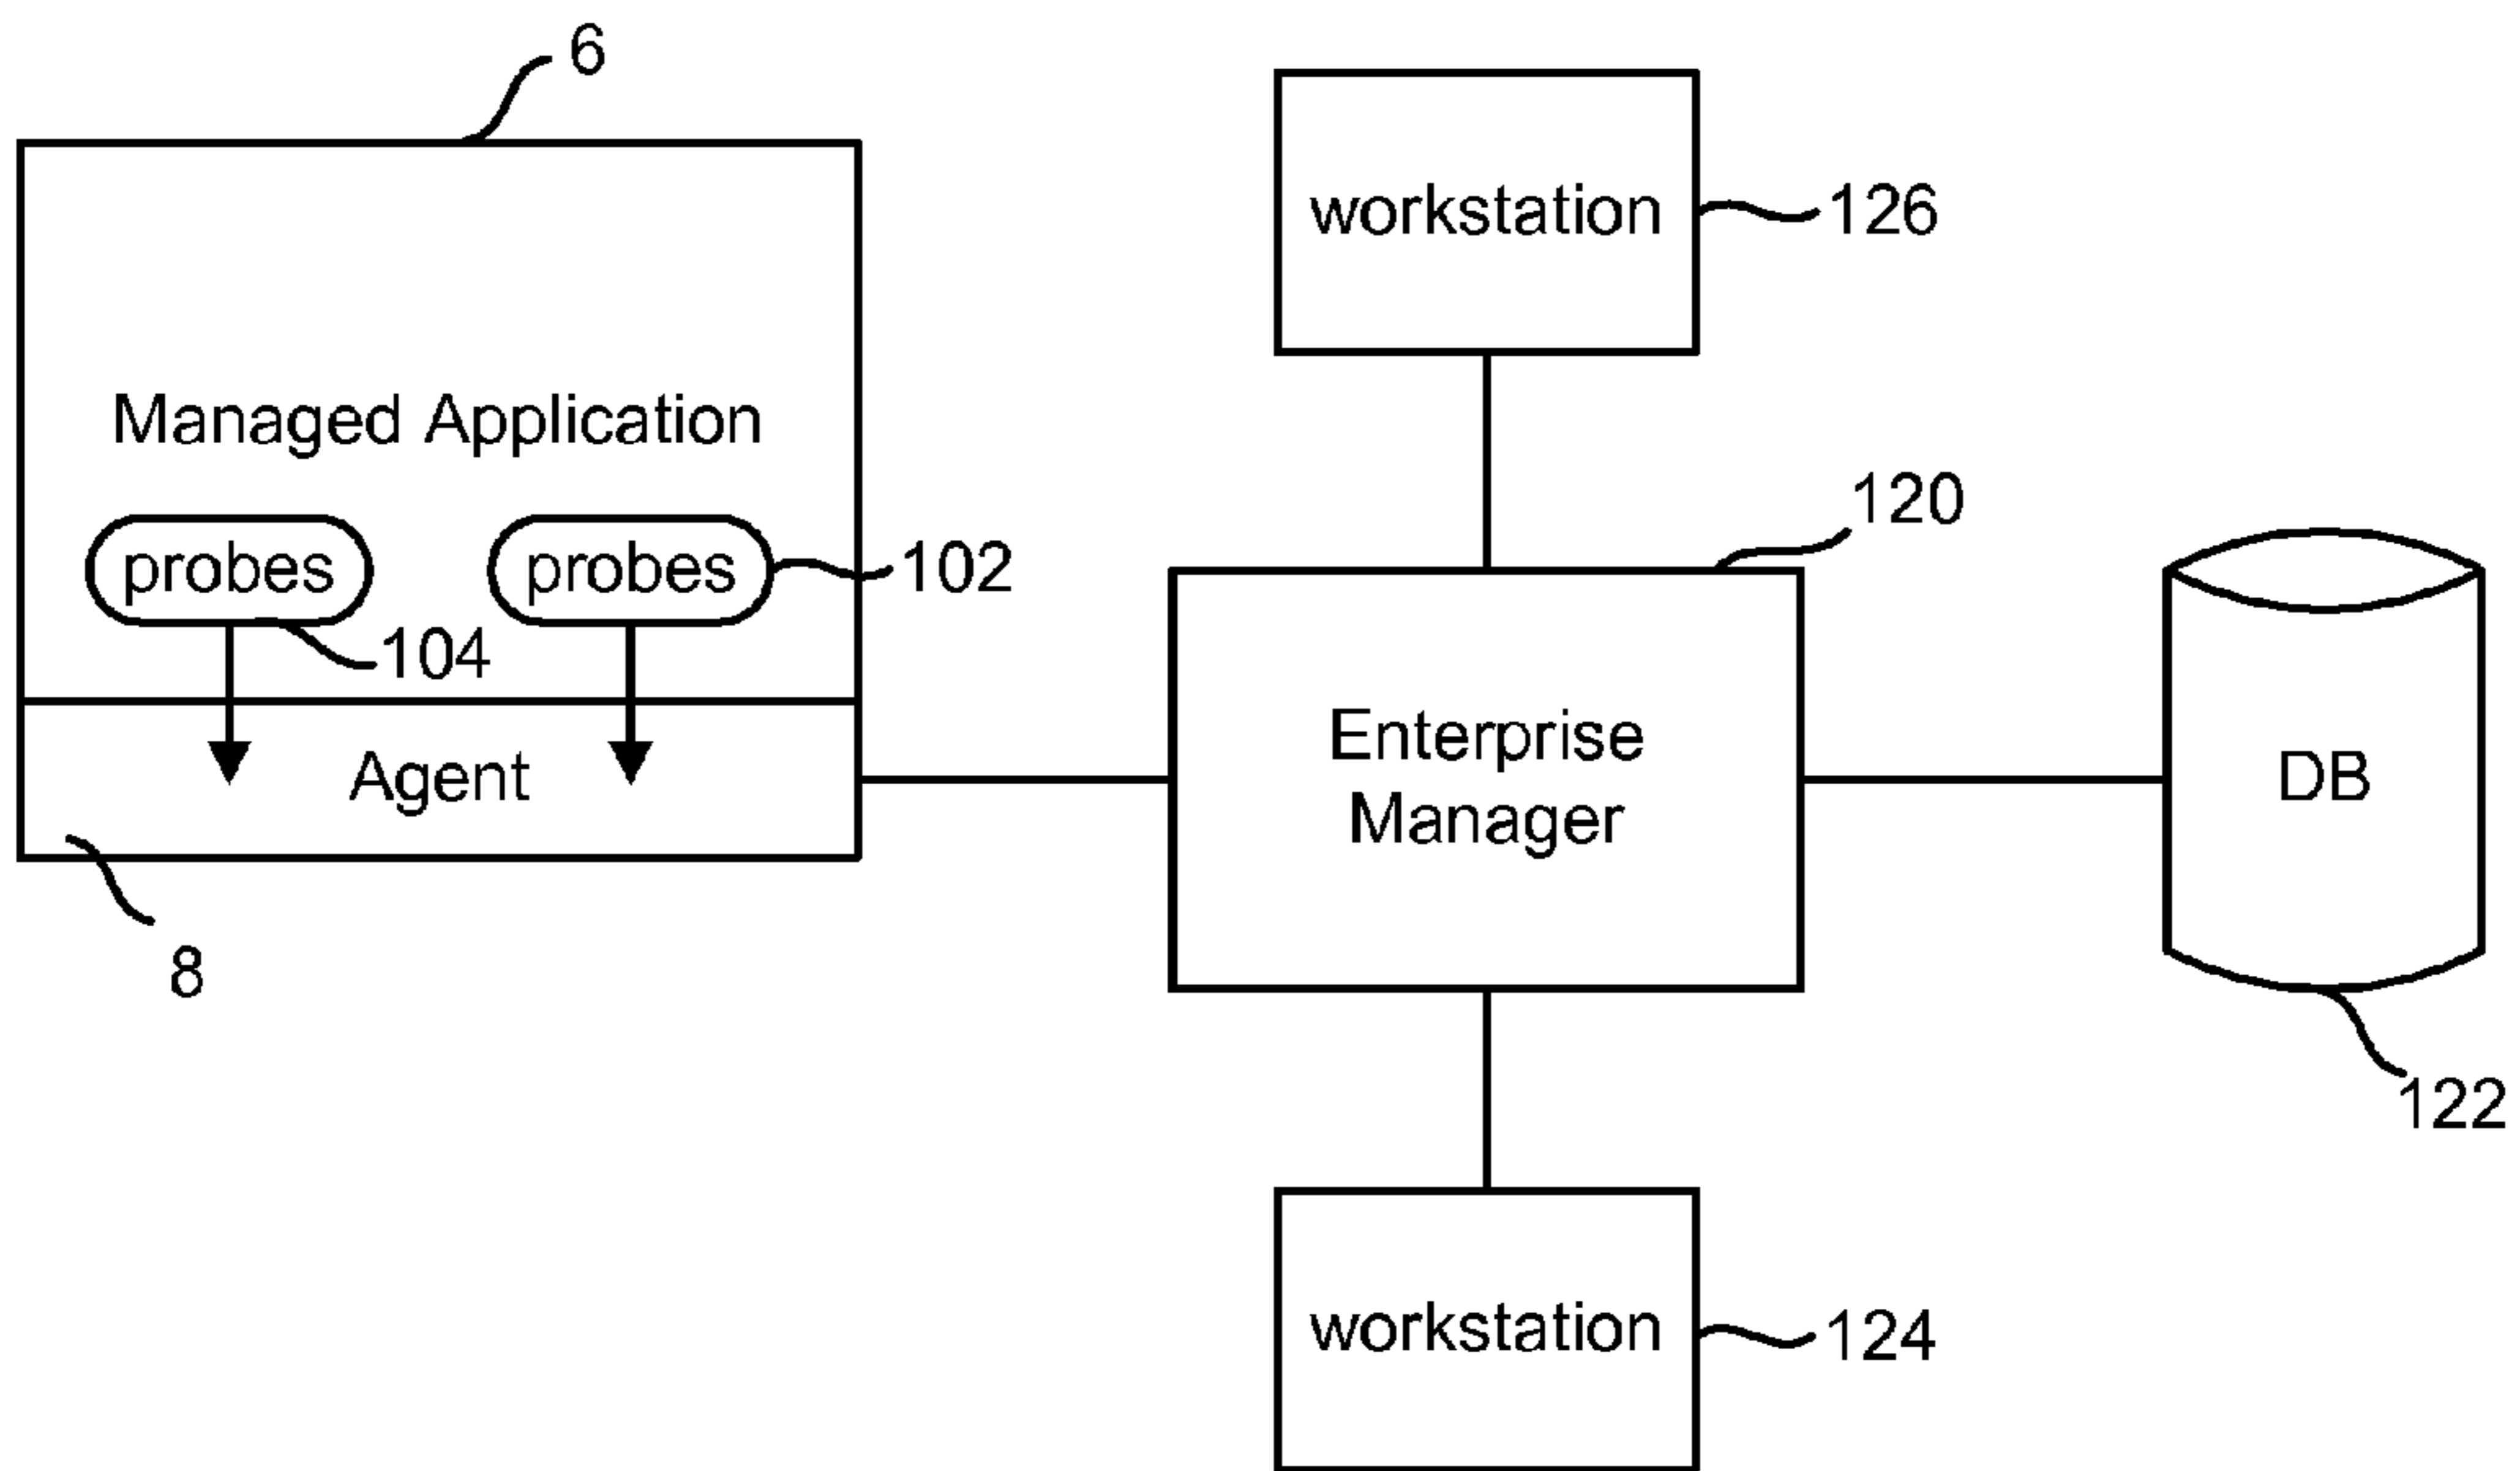 6
workstation
126
Managed Application
120
probes
probes
102
104
Enterprise
Manager
Agent
DB
8
122
workstation
124